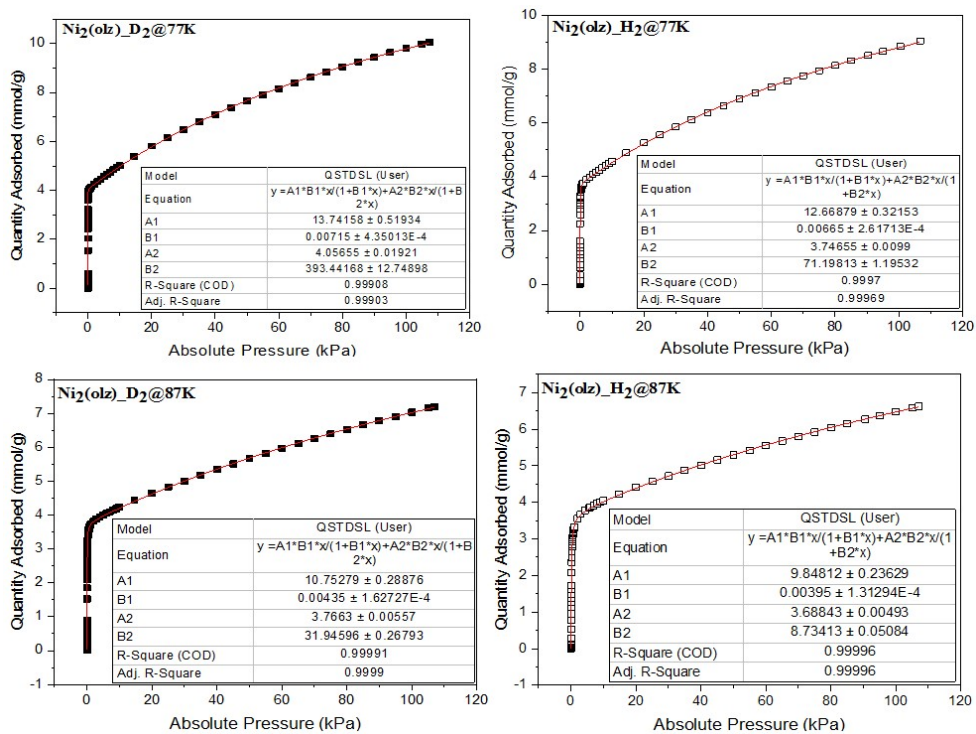 Ni2(olz)_D2@77K
Quantity Adsorbed (mmol/g)
10
8
6
4
2
0
Model QSTDSL (User)
Equation y =A1*B1*x/(1+B1*x)+A2*B2*x/(1+B
2*x)
A1 13.74158 ± 0.51934
B1 0.00715 ± 4.35013E-4
A2 4.05655 ± 0.01921
B2 393.44168 ± 12.74898
R-Square (COD) 0.99908
Adj. R-Square 0.99903
0 20 40 60 80 100 120
Absolute Pressure (kPa)
Ni2(olz)_H2@77K
Quantity Adsorbed (mmol/g)
10
8
6
4
2
0
Model QSTDSL (User)
Equation y =A1*B1*x/(1+B1*x)+A2*B2*x/(1
+B2*x)
A1 12.66879 ± 0.32153
B1 0.00665 ± 2.61713E-4
A2 3.74655 ± 0.0099
B2 71.19813 ± 1.19532
R-Square (COD) 0.9997
Adj. R-Square 0.99969
0 20 40 60 80 100 120
Absolute Pressure (kPa)
Ni2(olz)_D2@87K
Quantity Adsorbed (mmol/g)
8
7
6
5
4
3
2
1
0
-1
Model QSTDSL (User)
Equation y =A1*B1*x/(1+B1*x)+A2*B2*x/(1+B
2*x)
A1 10.75279 ± 0.28876
B1 0.00435 ± 1.62727E-4
A2 3.7663 ± 0.00557
B2 31.94596 ± 0.26793
R-Square (COD) 0.99991
Adj. R-Square 0.9999
0 20 40 60 80 100 120
Absolute Pressure (kPa)
Ni2(olz)_H2@87K
Quantity Adsorbed (mmol/g)
7
6
5
4
3
2
1
0
-1
Model QSTDSL (User)
Equation y =A1*B1*x/(1+B1*x)+A2*B2*x/(1
+B2*x)
A1 9.84812 ± 0.23629
B1 0.00395 ± 1.31294E-4
A2 3.68843 ± 0.00493
B2 8.73413 ± 0.05084
R-Square (COD) 0.99996
Adj. R-Square 0.99996
0 20 40 60 80 100 120
Absolute Pressure (kPa)